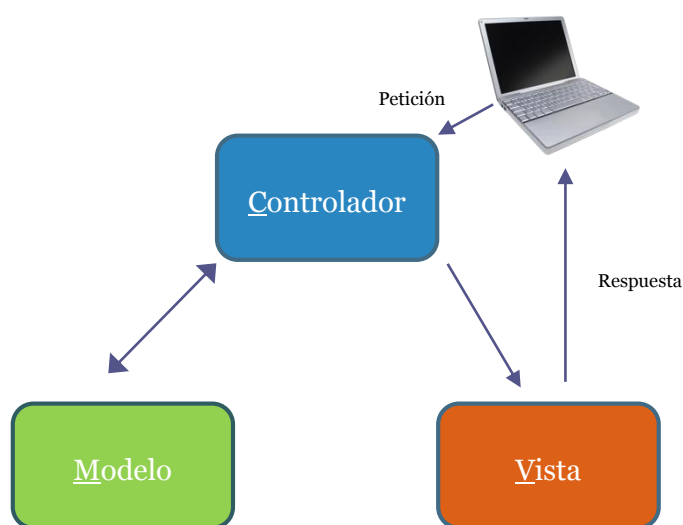 Petición
Controlador
Respuesta
Modelo
Vista